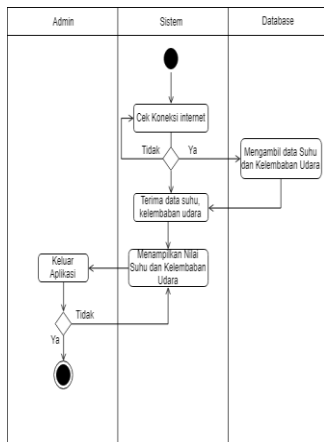 Admin
Sistem
Database
Cek Koneksi internet
Tidak
Ya
Mengambil data Suhu
dan Kelembaban Udara
Terima data suhu,
kelembaban udara
Menampilkan Nilai
Suhu dan Kelembaban
Udara
Keluar
Aplikasi
Tidak
Ya